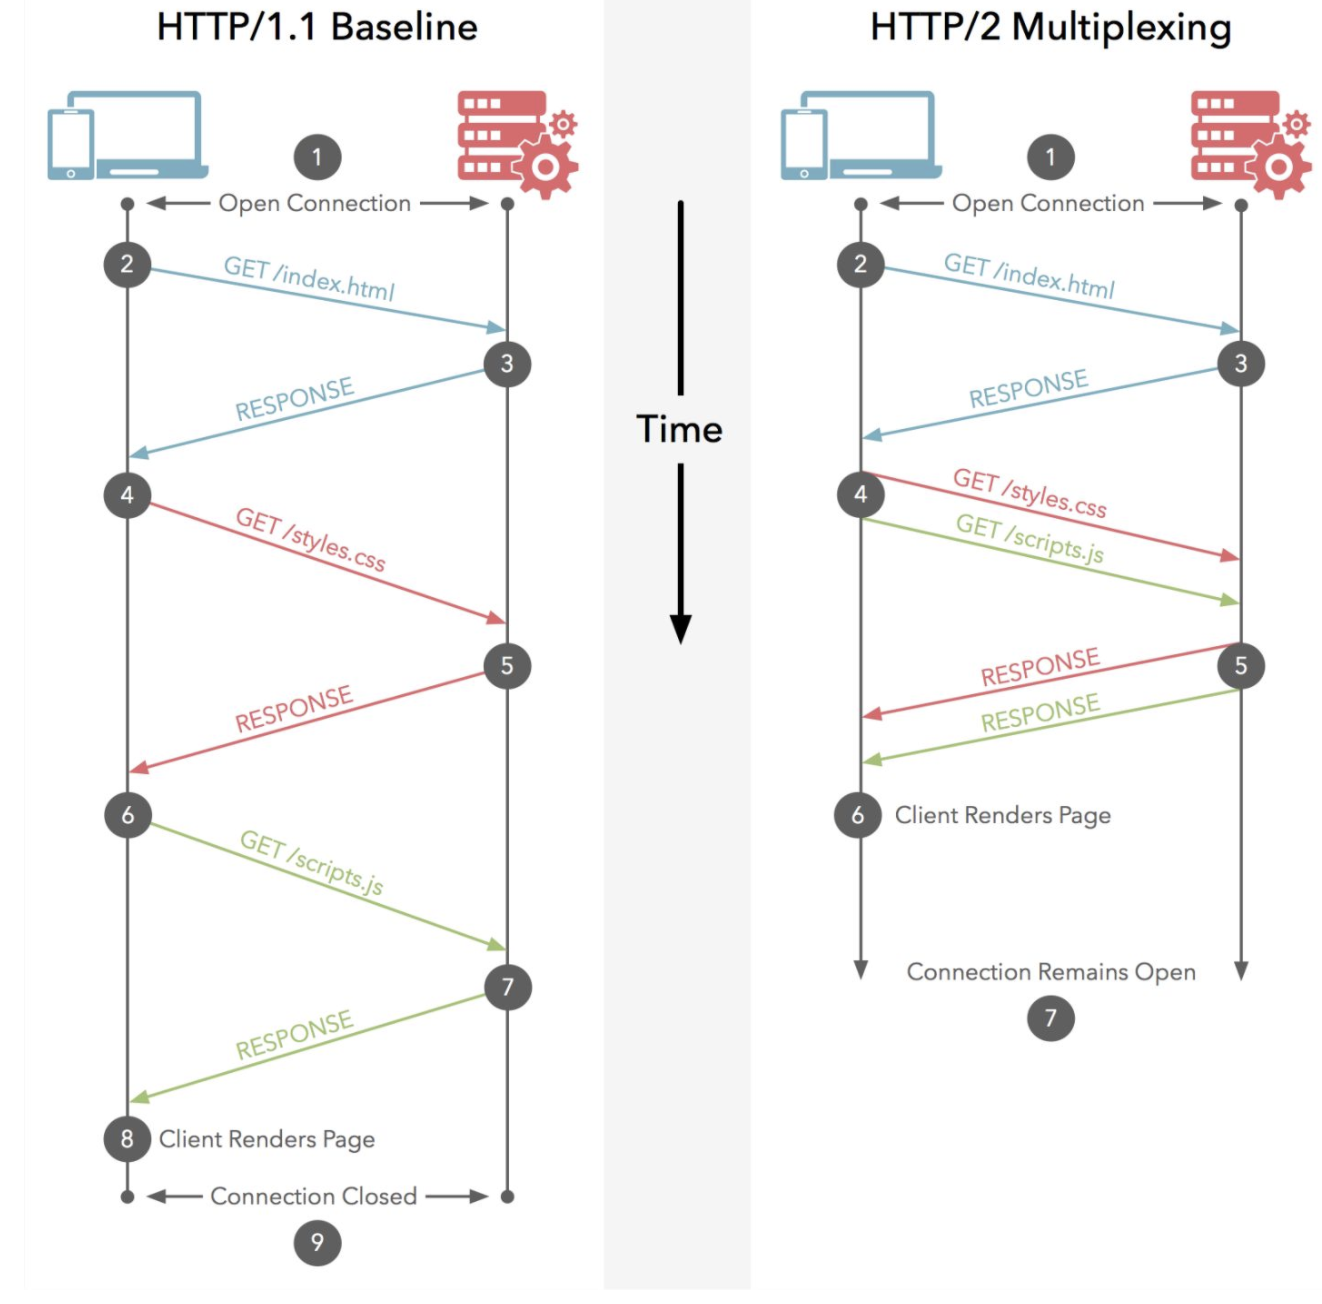 HTTP/1.1 Baseline
1
Open Connection
2
GET /index.html
3
RESPONSE
4
GET /styles.css
5
RESPONSE
6
GET /scripts.js
7
RESPONSE
8 Client Renders Page
Connection Closed
9
Time
HTTP/2 Multiplexing
1
Open Connection
2
GET /index.html
3
RESPONSE
4
GET /styles.css
GET /scripts.js
5
RESPONSE
RESPONSE
6 Client Renders Page
Connection Remains Open
7